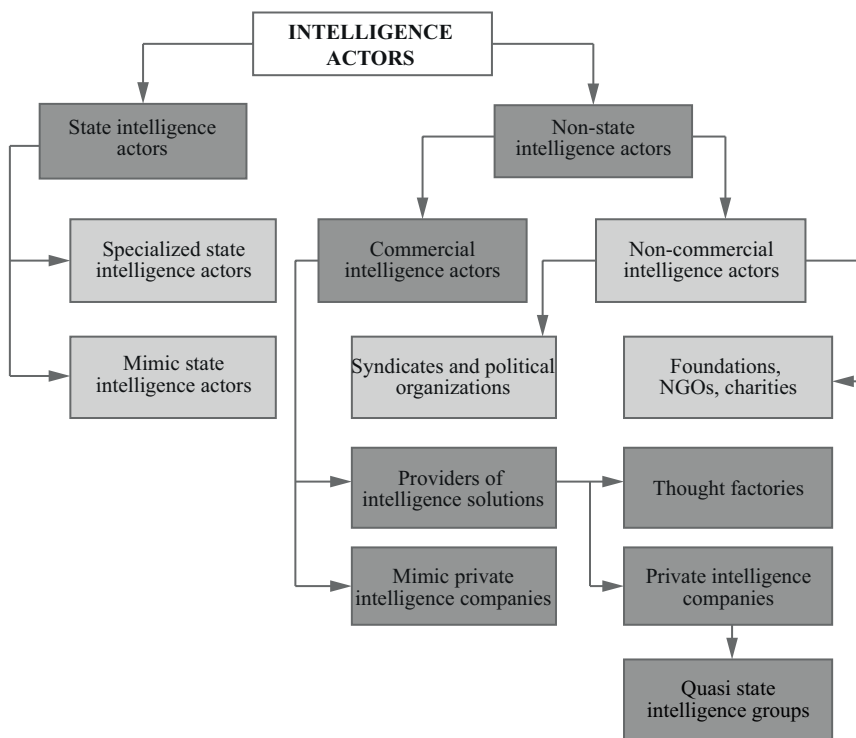 INTELLIGENCE
ACTORS
State intelligence
actors
Non-state
intelligence actors
Specialized state
intelligence actors
Commercial
intelligence actors
Non-commercial
intelligence actors
Mimic state
intelligence actors
Syndicates and political
organizations
Foundations,
NGOs, charities
Providers of
intelligence solutions
Thought factories
Mimic private
intelligence companies
Private intelligence
companies
Quasi state
intelligence groups